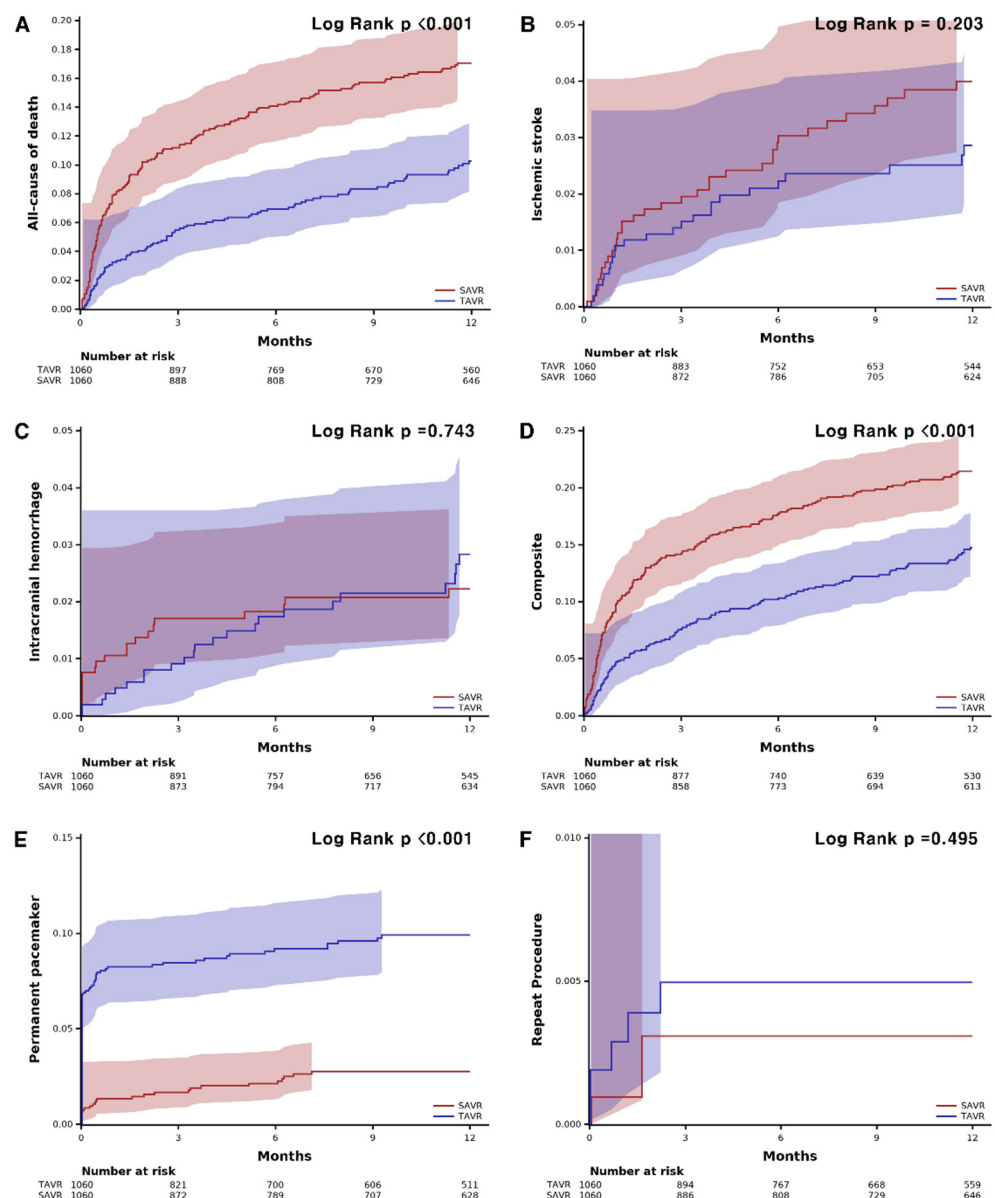 A
Log Rank p <0.001
All-cause of death
0.20
0.18
0.16
0.14
0.12
0.10
0.08
0.06
0.04
0.02
0.00
SAVR
TAVR
0 3 6 9 12
Months
Number at risk
TAVR 1060 897 769 670 560
SAVR 1060 888 808 729 646
B
Log Rank p = 0.203
Ischemic stroke
0.05
0.04
0.03
0.02
0.01
0.00
SAVR
TAVR
0 3 6 9 12
Months
Number at risk
TAVR 1060 883 752 653 544
SAVR 1060 872 786 705 624
C
Log Rank p =0.743
Intracranial hemorrhage
0.05
0.04
0.03
0.02
0.01
0.00
SAVR
TAVR
0 3 6 9 12
Months
Number at risk
TAVR 1060 891 757 656 545
SAVR 1060 873 794 717 634
D
Log Rank p <0.001
Composite
0.25
0.20
0.15
0.10
0.05
0.00
SAVR
TAVR
0 3 6 9 12
Months
Number at risk
TAVR 1060 877 740 639 530
SAVR 1060 858 773 694 613
E
Log Rank p <0.001
Permanent pacemaker
0.15
0.10
0.05
0.00
SAVR
TAVR
0 3 6 9 12
Months
Number at risk
TAVR 1060 821 700 606 511
SAVR 1060 872 789 707 628
F
Log Rank p =0.495
Repeat Procedure
0.010
0.005
0.000
SAVR
TAVR
0 3 6 9 12
Months
Number at risk
TAVR 1060 894 767 668 559
SAVR 1060 886 808 729 646